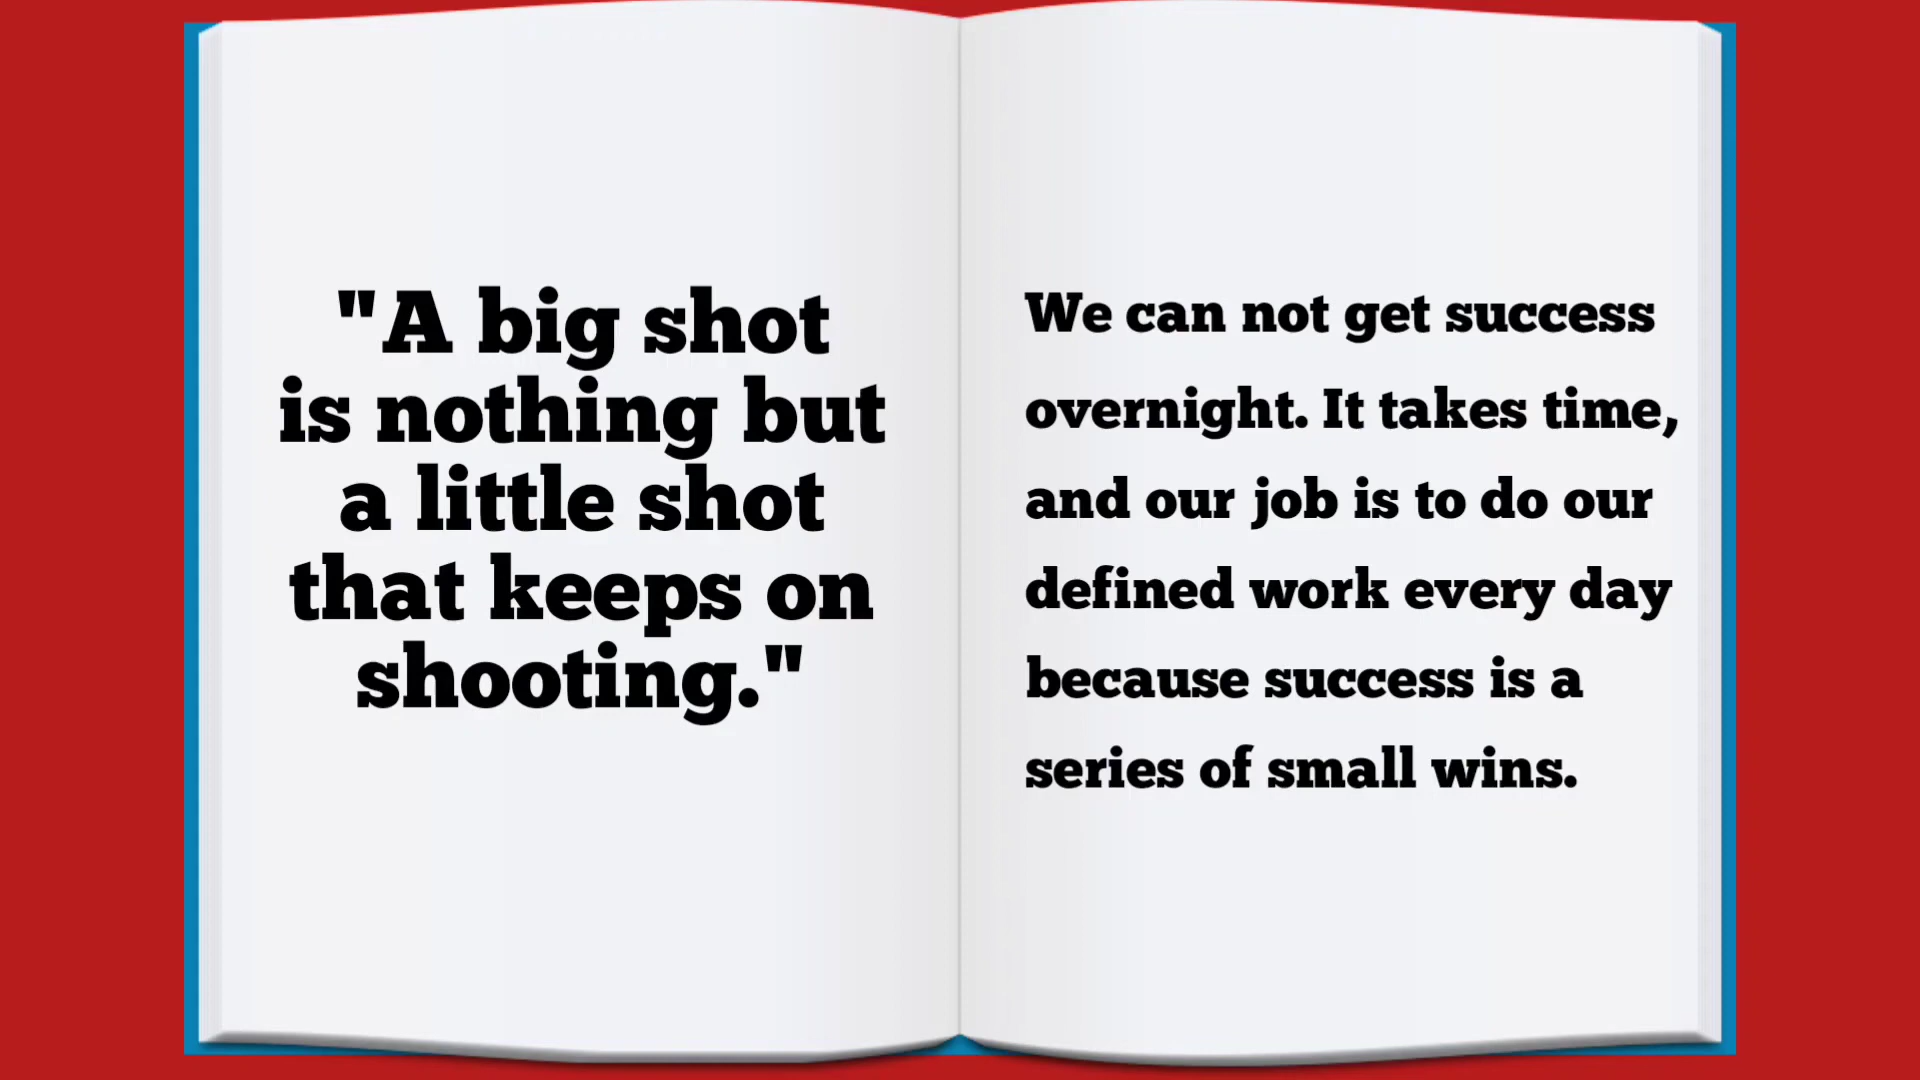 "A big shot
is nothing but
a little shot
that keeps on
shooting."
We can not get success
overnight. It takes time,
and our job is to do our
defined work every day
because success is a
series of small wins.